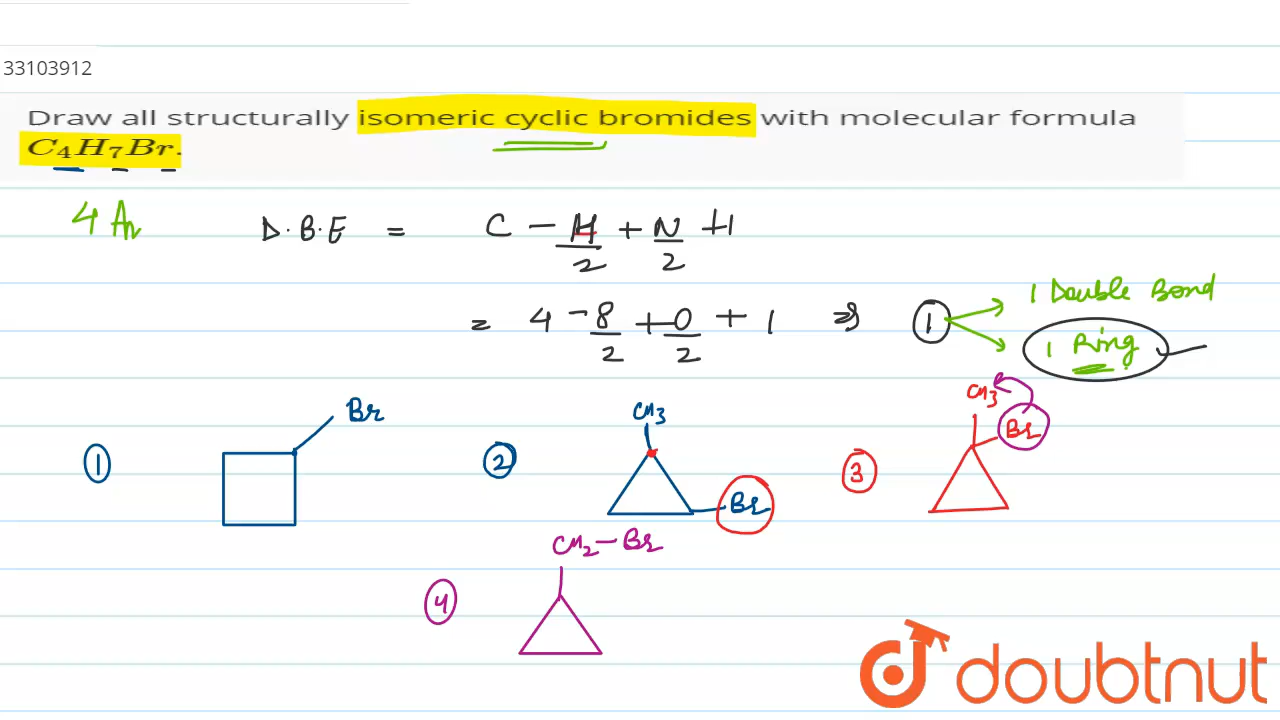 33103912
Draw all structurally isomeric cyclic bromides with molecular formula
C₄H₇Br.
4 An
D.B.E = C - H/2 + N/2 + 1
= 4 - 8/2 + 0/2 + 1 ⇒ 1
1 Double Bond
1 Ring
1 Br
2 CH3 Br
3 CH3 Br
4 CH2-Br
doubtnut